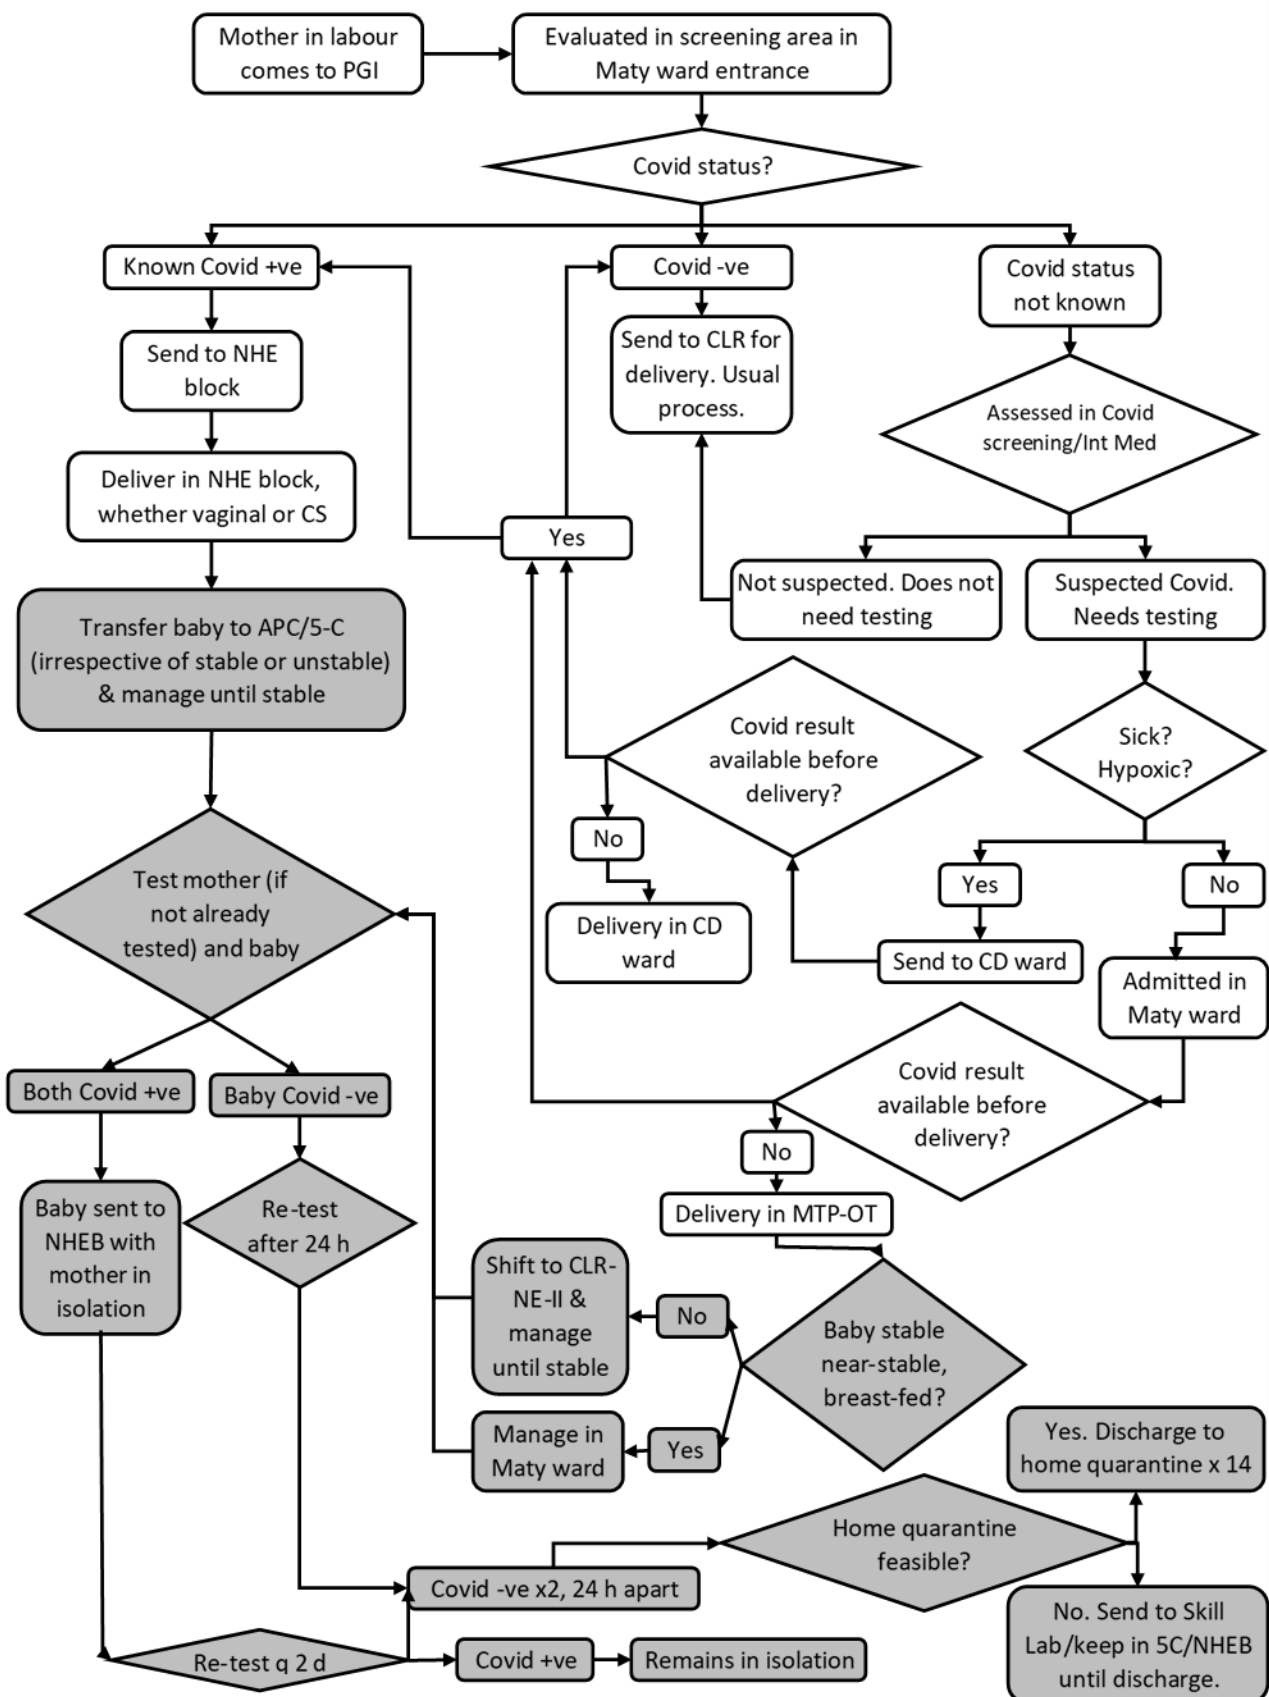 Mother in labour
comes to PGI
Evaluated in screening area in
Maty ward entrance
Covid status?
Known Covid +ve
Covid -ve
Covid status
not known
Send to NHE
block
Send to CLR for
delivery. Usual
process.
Assessed in Covid
screening/Int Med
Deliver in NHE block,
whether vaginal or CS
Yes
Not suspected. Does not
need testing
Suspected Covid.
Needs testing
Transfer baby to APC/5-C
(irrespective of stable or unstable)
& manage until stable
Covid result
available before
delivery?
Sick?
Hypoxic?
No
Yes
No
Test mother (if
not already
tested) and baby
Delivery in CD
ward
Send to CD ward
Admitted in
Maty ward
Both Covid +ve
Baby Covid -ve
Covid result
available before
delivery?
No
Baby sent to
NHEB with
mother in
isolation
Re-test
after 24 h
Delivery in MTP-OT
Shift to CLR-
NE-II &
manage
until stable
No
Baby stable
near-stable,
breast-fed?
Manage in
Maty ward
Yes
Yes. Discharge to
home quarantine x 14
Home quarantine
feasible?
Covid -ve x2, 24 h apart
No. Send to Skill
Lab/keep in 5C/NHEB
until discharge.
Re-test q 2 d
Covid +ve
Remains in isolation